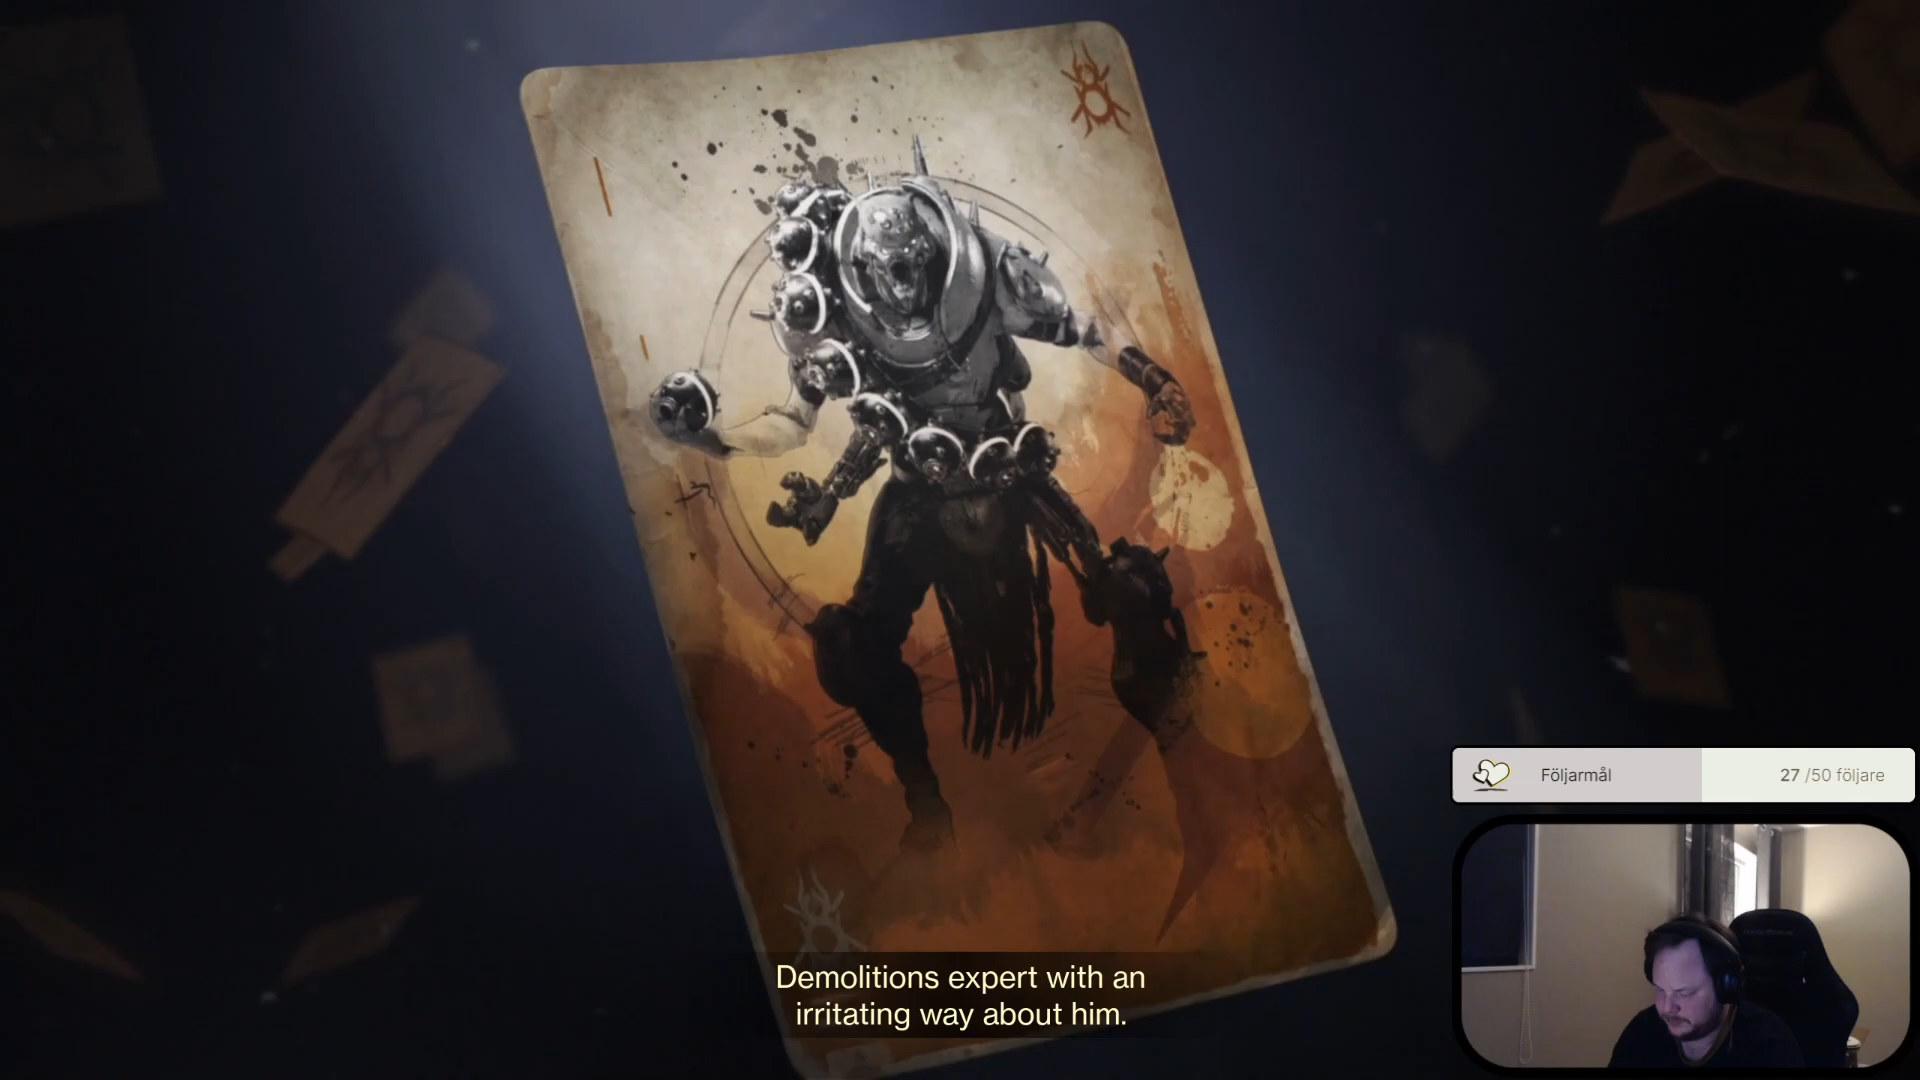 Följarmål
27 /50 följare
Demolitions expert with an
irritating way about him.